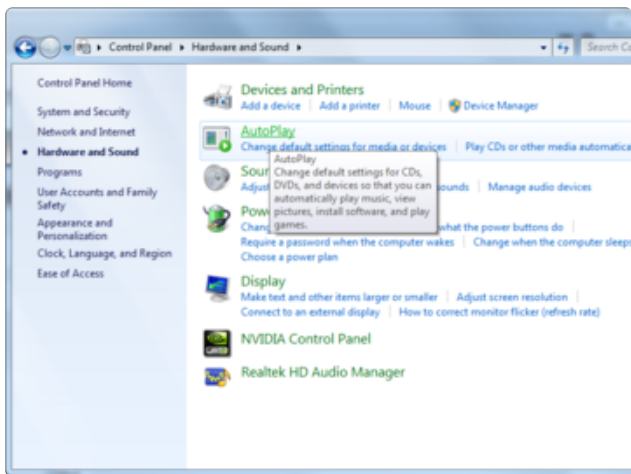 Control Panel ▸ Hardware and Sound ▸
Search Co
Control Panel Home
System and Security
Network and Internet
Hardware and Sound
Programs
User Accounts and Family
Safety
Appearance and
Personalization
Clock, Language, and Region
Ease of Access
Devices and Printers
Add a device | Add a printer | Mouse | Device Manager
AutoPlay
Change default settings for media or devices | Play CDs or other media automatica
AutoPlay
Change default settings for CDs,
DVDs, and devices so that you can
automatically play music, view
pictures, install software, and play
games.
Soun
Adjus
ounds | Manage audio devices
Pow
Chang
what the power buttons do
Require a password when the computer wakes | Change when the computer sleeps
Choose a power plan
Display
Make text and other items larger or smaller | Adjust screen resolution
Connect to an external display | How to correct monitor flicker (refresh rate)
NVIDIA Control Panel
Realtek HD Audio Manager